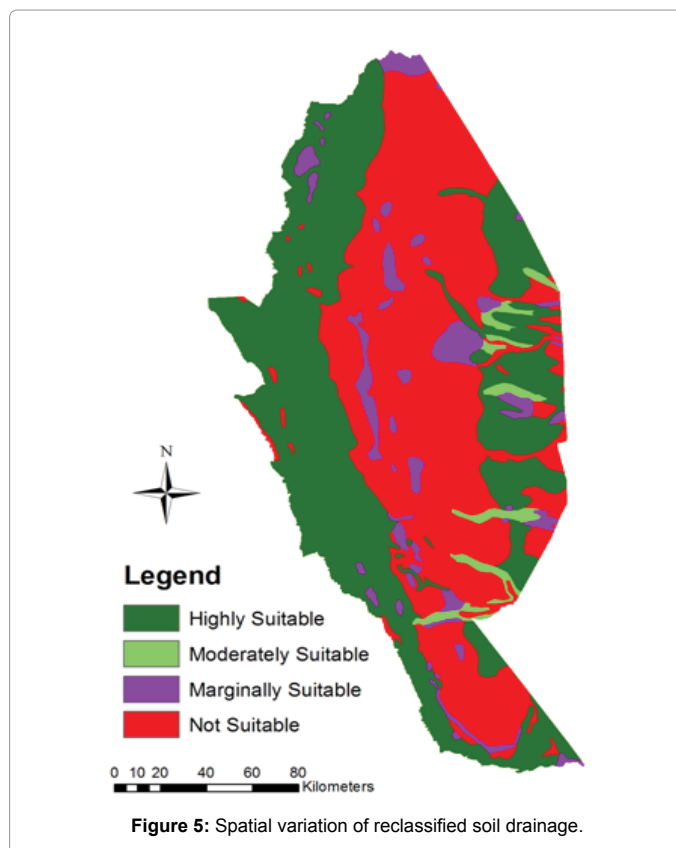 N
Legend
Highly Suitable
Moderately Suitable
Marginally Suitable
Not Suitable
0 10 20 40 60 80
Kilometers
Figure 5: Spatial variation of reclassified soil drainage.